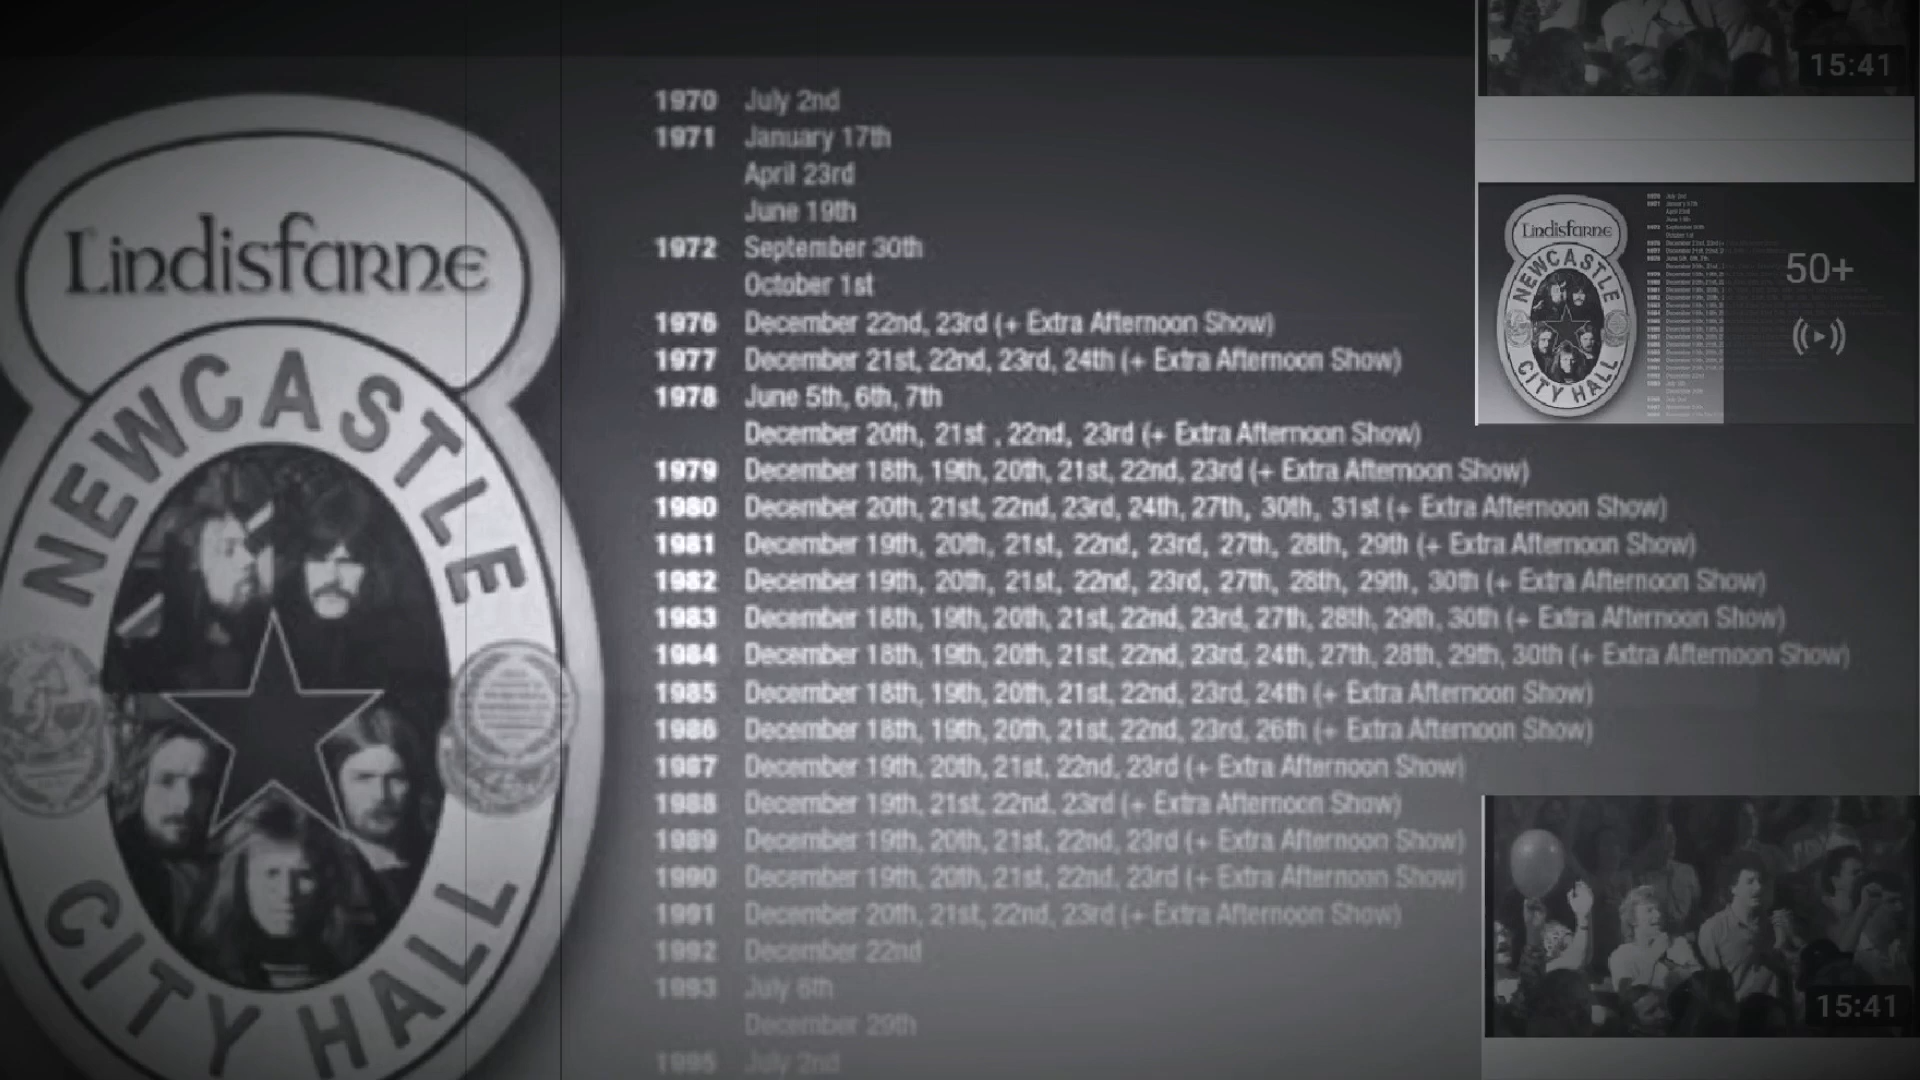 Lindisfarne
NEWCASTLE
CITY HALL
1970 July 2nd
1971 January 17th
April 23rd
June 19th
1972 September 30th
October 1st
1976 December 22nd, 23rd (+ Extra Afternoon Show)
1977 December 21st, 22nd, 23rd, 24th (+ Extra Afternoon Show)
1978 June 5th, 6th, 7th
December 20th, 21st , 22nd, 23rd (+ Extra Afternoon Show)
1979 December 18th, 19th, 20th, 21st, 22nd, 23rd (+ Extra Afternoon Show)
1980 December 20th, 21st, 22nd, 23rd, 24th, 27th, 30th, 31st (+ Extra Afternoon Show)
1981 December 19th, 20th, 21st, 22nd, 23rd, 27th, 28th, 29th (+ Extra Afternoon Show)
1982 December 19th, 20th, 21st, 22nd, 23rd, 27th, 28th, 29th, 30th (+ Extra Afternoon Show)
1983 December 18th, 19th, 20th, 21st, 22nd, 23rd, 27th, 28th, 29th, 30th (+ Extra Afternoon Show)
1984 December 18th, 19th, 20th, 21st, 22nd, 23rd, 24th, 27th, 28th, 29th, 30th (+ Extra Afternoon Show)
1985 December 18th, 19th, 20th, 21st, 22nd, 23rd, 24th (+ Extra Afternoon Show)
1986 December 18th, 19th, 20th, 21st, 22nd, 23rd, 26th (+ Extra Afternoon Show)
1987 December 19th, 20th, 21st, 22nd, 23rd (+ Extra Afternoon Show)
1988 December 19th, 21st, 22nd, 23rd (+ Extra Afternoon Show)
1989 December 19th, 20th, 21st, 22nd, 23rd (+ Extra Afternoon Show)
1990 December 19th, 20th, 21st, 22nd, 23rd (+ Extra Afternoon Show)
1991 December 20th, 21st, 22nd, 23rd (+ Extra Afternoon Show)
1992 December 22nd
1993 July 6th
December 29th
1995 July 2nd
15:41
Lindisfarne
NEWCASTLE
CITY HALL
50+
15:41